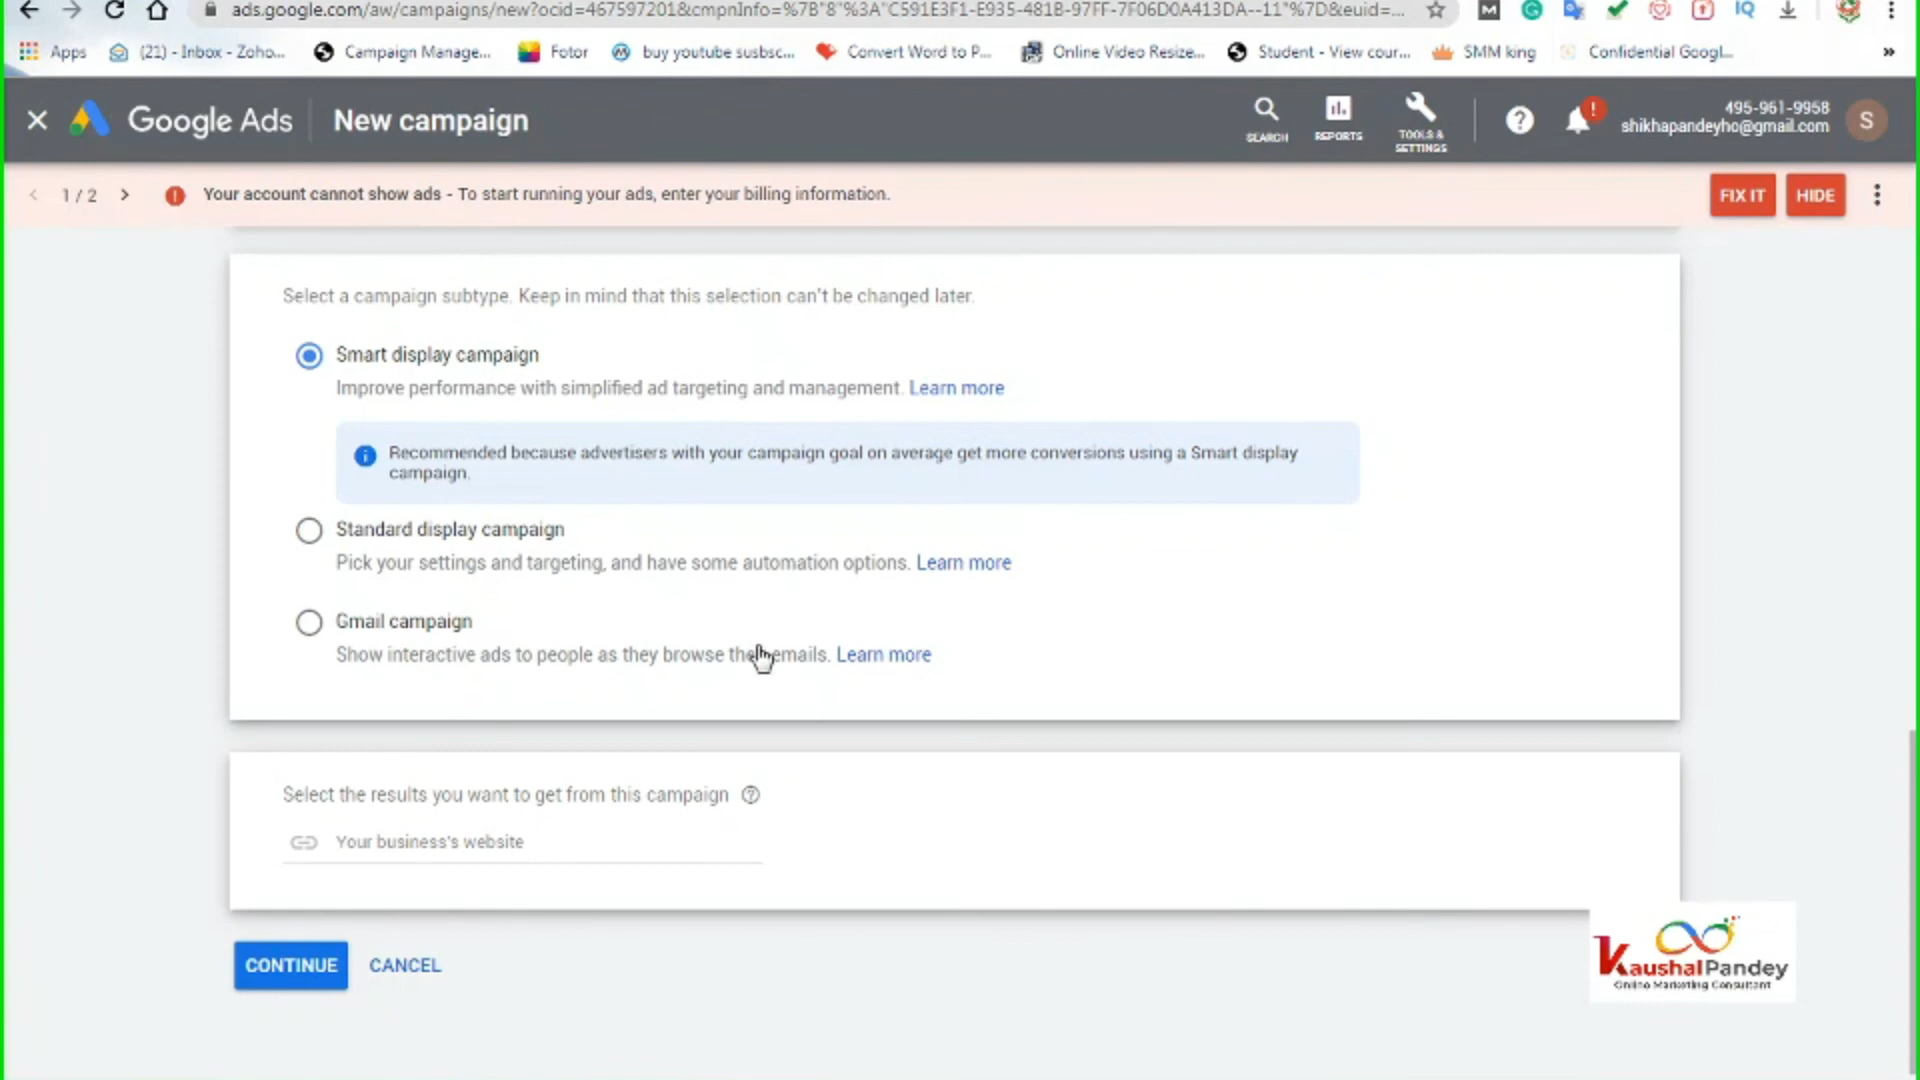 ads.google.com/aw/campaigns/new?ocid=467597201&cmpnInfo=%7B"8"%3A"C591E3F1-E935-481B-97FF-7F06D0A413DA--11"%7D&euid=...
Apps (21) - Inbox - Zoho... Campaign Manage... Fotor buy youtube susbsc... Convert Word to P... Online Video Resize... Student - View cour... SMM king Confidential Googl... »
Google Ads New campaign
SEARCH REPORTS TOOLS & SETTINGS
495-961-9958
shikhapandeyho@gmail.com S
1 / 2 Your account cannot show ads - To start running your ads, enter your billing information. FIX IT HIDE
Select a campaign subtype. Keep in mind that this selection can't be changed later.
Smart display campaign
Improve performance with simplified ad targeting and management. Learn more
Recommended because advertisers with your campaign goal on average get more conversions using a Smart display
campaign.
Standard display campaign
Pick your settings and targeting, and have some automation options. Learn more
Gmail campaign
Show interactive ads to people as they browse the emails. Learn more
Select the results you want to get from this campaign
Your business's website
CONTINUE CANCEL
KaushalPandey
Online Marketing Consultant